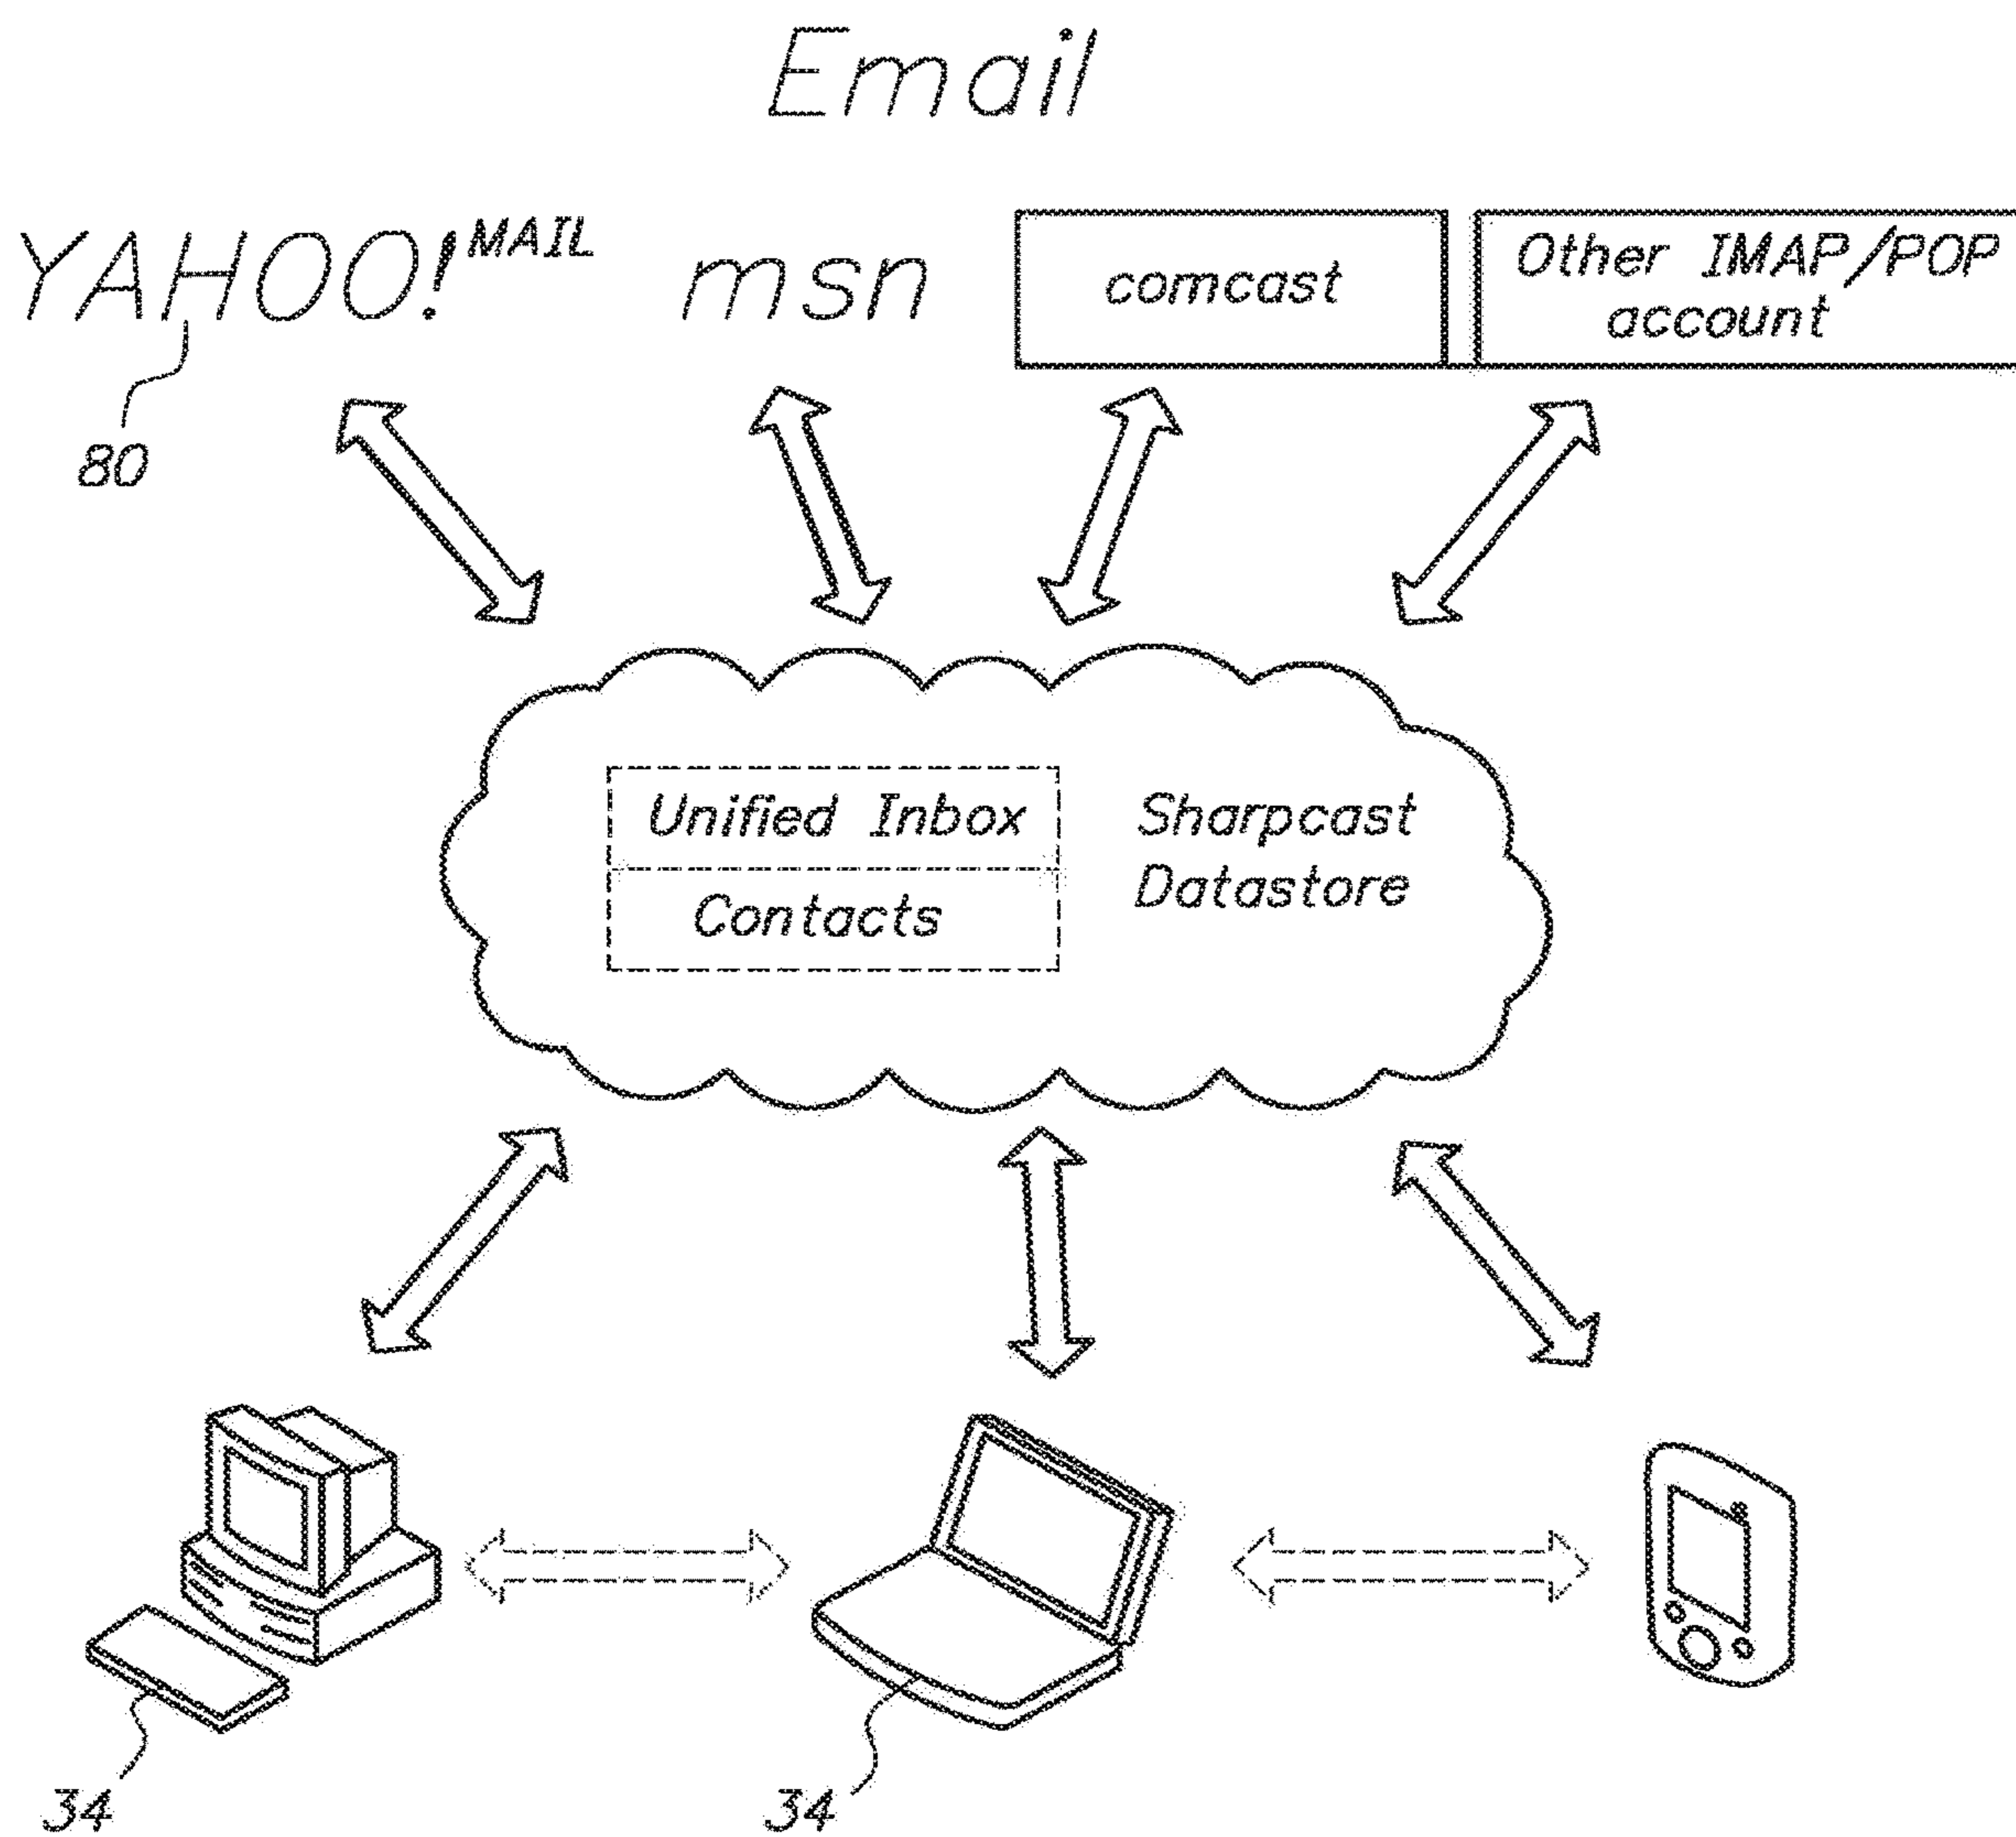 Email
YAHOO! MAIL
msn
comcast
Other IMAP/POP
account
80
Unified Inbox
Contacts
Sharpcast
Datastore
34
34